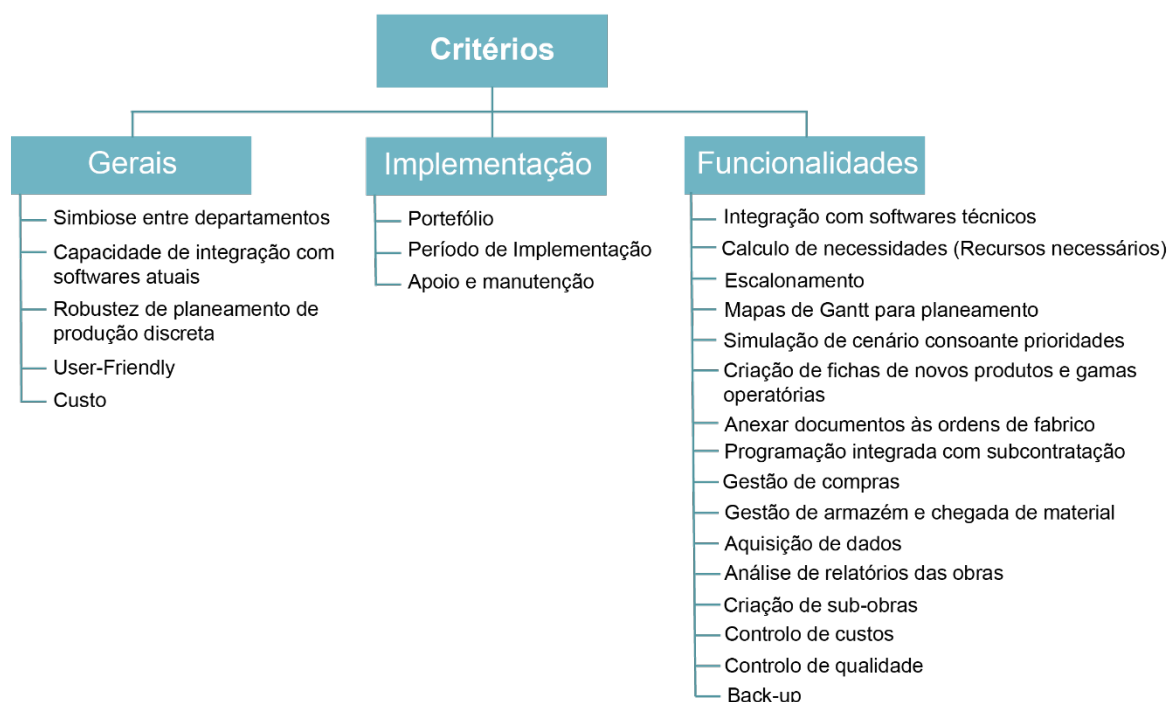 Critérios
Gerais
Simbiose entre departamentos
Capacidade de integração com
softwares atuais
Robustez de planeamento de
produção discreta
User-Friendly
Custo
Implementação
Portefólio
Período de Implementação
Apoio e manutenção
Funcionalidades
Integração com softwares técnicos
Calculo de necessidades (Recursos necessários)
Escalonamento
Mapas de Gantt para planeamento
Simulação de cenário consoante prioridades
Criação de fichas de novos produtos e gamas
operatórias
Anexar documentos às ordens de fabrico
Programação integrada com subcontratação
Gestão de compras
Gestão de armazém e chegada de material
Aquisição de dados
Análise de relatórios das obras
Criação de sub-obras
Controlo de custos
Controlo de qualidade
Back-up